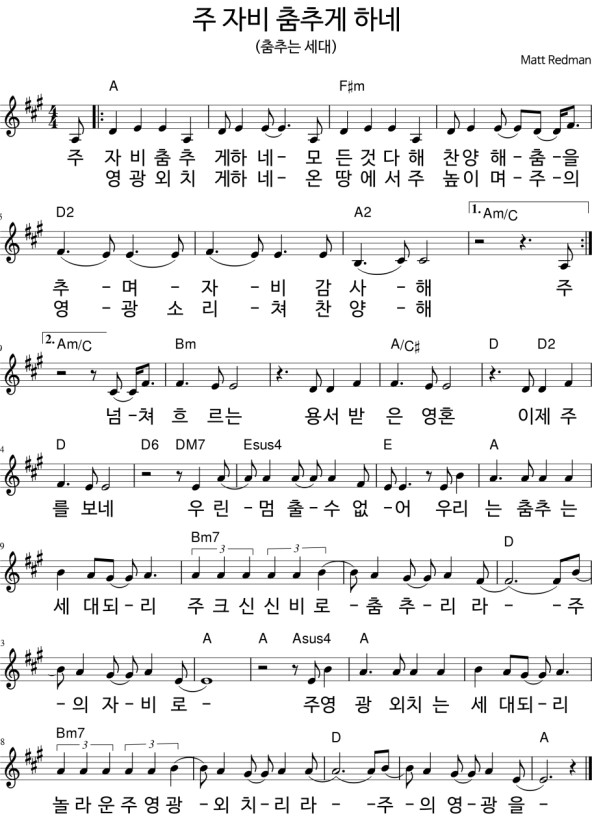 주 자비 춤추게 하네
(춤추는 세대)
Matt Redman
A F♯m
주 자 비 춤 추 게하 네- 모 든 것 다 해 찬양 해-춤-을
영 광 외 치 게하 네- 온 땅 에 서 주 높이 며-주-의
5 D2 A2 1. Am/C
추 - 며 - 자 - 비 감 사 - 해 주
영 - 광 소 리 - 쳐 찬 양 - 해
9 2. Am/C Bm A/C♯ D D2
넘 -쳐 흐 르는 용서 받 은 영혼 이제 주
4 D D6 DM7 Esus4 E A
를 보네 우 린-멈 출-수 없 -어 우리 는 춤추 는
9 Bm7 3 3 D
세 대되-리 주 크 신 신 비 로-춤 추-리 라- -주
3 A A Asus4 A
-의 자-비 로- 주영 광 외치 는 세 대되-리
8 Bm7 3 3 D A
놀 라 운 주 영 광 -외 치-리 라- -주 -의 영-광 을-